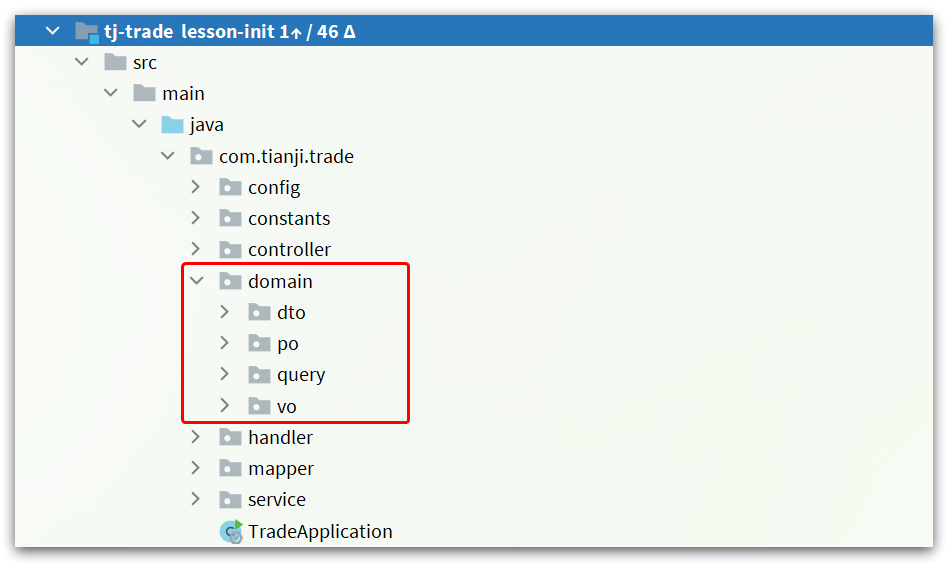 tj-trade lesson-init 1↑ / 46 Δ
src
main
java
com.tianji.trade
config
constants
controller
domain
dto
po
query
vo
handler
mapper
service
TradeApplication